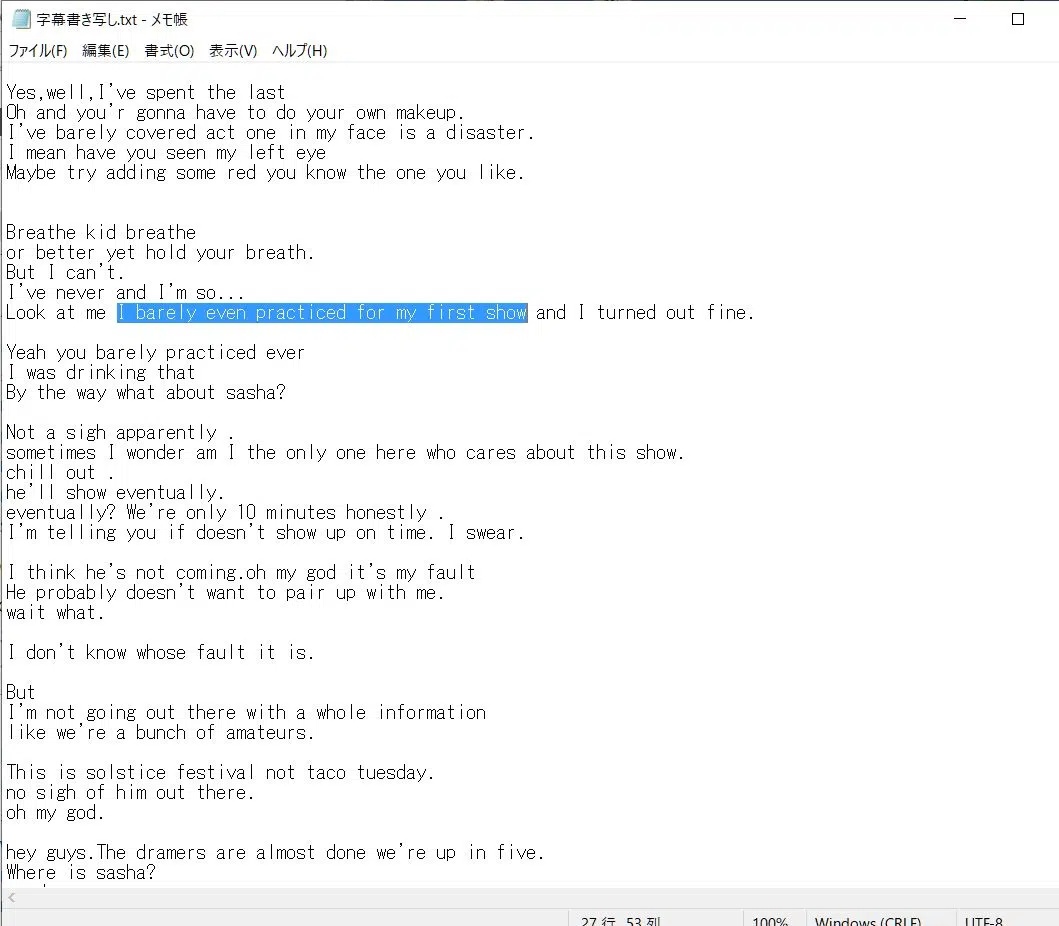 字幕書き写し.txt - メモ帳
ファイル(F) 編集(E) 書式(O) 表示(V) ヘルプ(H)
Yes,well,I've spent the last
Oh and you'r gonna have to do your own makeup.
I've barely covered act one in my face is a disaster.
I mean have you seen my left eye
Maybe try adding some red you know the one you like.
Breathe kid breathe
or better yet hold your breath.
But I can't.
I've never and I'm so...
Look at me I barely even practiced for my first show and I turned out fine.
Yeah you barely practiced ever
I was drinking that
By the way what about sasha?
Not a sigh apparently .
sometimes I wonder am I the only one here who cares about this show.
chill out .
he'll show eventually.
eventually? We're only 10 minutes honestly .
I'm telling you if doesn't show up on time. I swear.
I think he's not coming.oh my god it's my fault
He probably doesn't want to pair up with me.
wait what.
I don't know whose fault it is.
But
I'm not going out there with a whole information
like we're a bunch of amateurs.
This is solstice festival not taco tuesday.
no sigh of him out there.
oh my god.
hey guys.The dramers are almost done we're up in five.
Where is sasha?
27 行、53 列 100% Windows (CRLF) UTF-8